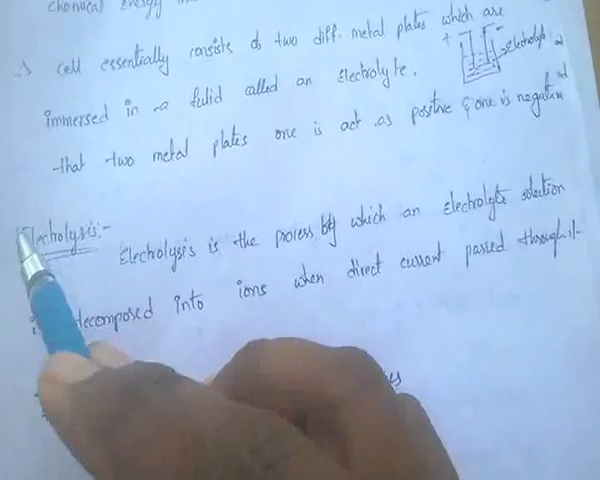 chemical energy
→ Cell essentially consists of two diff. metal plates which are
immersed in a fulid called an Electrolyte.
that two metal plates one is act as positive & one is negative
+ -
Electrolyte
Electrolysis:-
Electrolysis is the process by which an Electrolyte solution
decomposed into ions when direct current passed through it